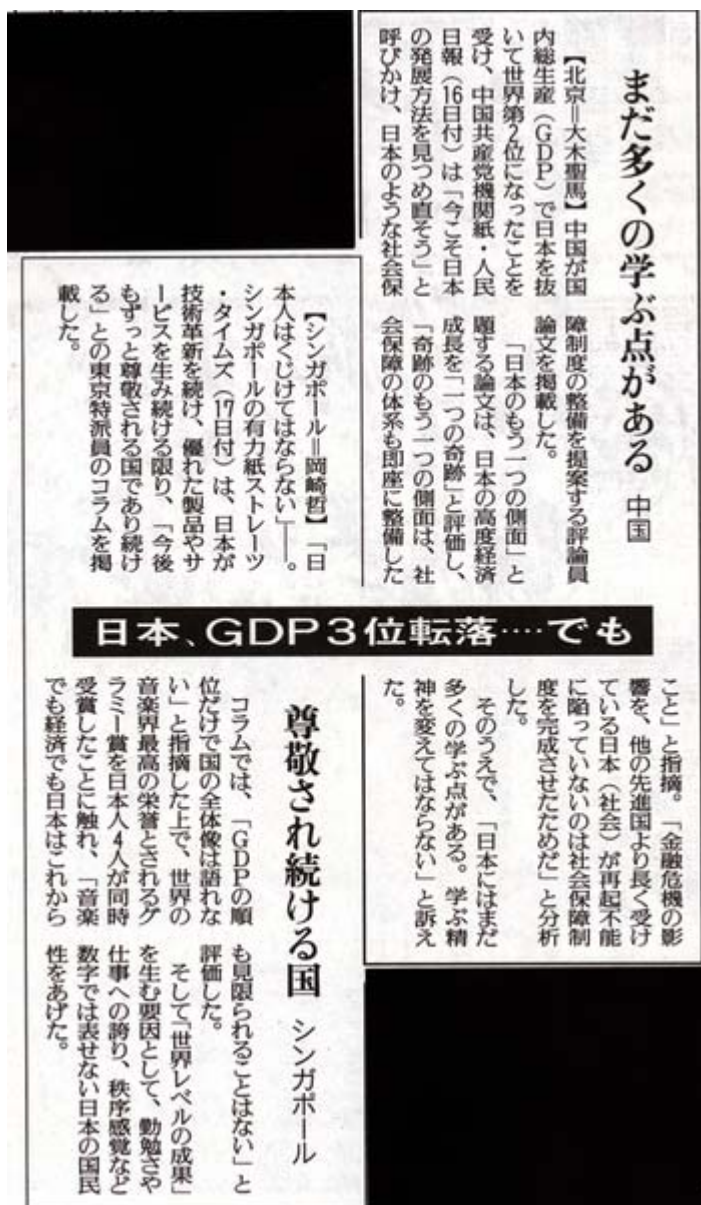 日本、GDP3位転落‥‥でも
まだ多くの学ぶ点がある 中国
【北京=大木聖馬】中国が国
内総生産(GDP)で日本を抜
いて世界第2位になったことを
受け、中国共産党機関紙・人民
日報(16日付)は「今こそ日本
の発展方法を見つめ直そう」と
呼びかけ、日本のような社会保
障制度の整備を提案する評論員
論文を掲載した。
「日本のもう一つの側面」と
題する論文は、日本の高度経済
成長を「一つの奇跡」と評価し、
「奇跡のもう一つの側面は、社
会保障の体系も即座に整備した
こと」と指摘。「金融危機の影
響を、他の先進国より長く受け
ている日本(社会)が再起不能
に陥っていないのは社会保障制
度を完成させたためだ」と分析
した。
そのうえで、「日本にはまだ
多くの学ぶ点がある。学ぶ精
神を変えてはならない」と訴え
た。
尊敬され続ける国 シンガポール
【シンガポール=岡崎哲】「日
本人はくじけてはならない」――。
シンガポールの有力紙ストレーツ
・タイムズ(17日付)は、日本が
技術革新を続け、優れた製品やサ
ービスを生み続ける限り、「今後
もずっと尊敬される国であり続け
る」との東京特派員のコラムを掲
載した。
コラムでは、「GDPの順
位だけで国の全体像は語れな
い」と指摘した上で、世界の
音楽界最高の栄誉とされるグ
ラミー賞を日本人4人が同時
受賞したことに触れ、「音楽
でも経済でも日本はこれから
も見限られることはない」と
評価した。
そして「世界レベルの成果」
を生む要因として、勤勉さや
仕事への誇り、秩序感覚など
数字では表せない日本の国民
性をあげた。